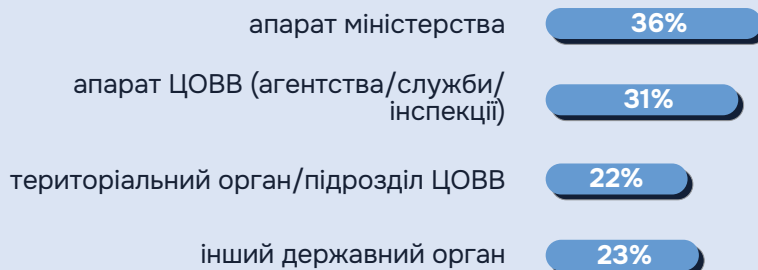 апарат міністерства 36%
апарат ЦОВВ (агентства/служби/
інспекції) 31%
територіальний орган/підрозділ ЦОВВ 22%
інший державний орган 23%